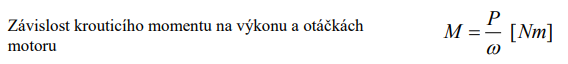 Závislost krouticího momentu na výkonu a otáčkách
motoru
M = P/ω [Nm]